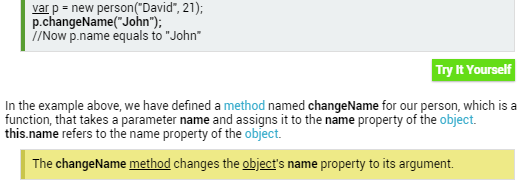 var p = new person("David", 21);
p.changeName("John");
//Now p.name equals to "John"
Try It Yourself
In the example above, we have defined a method named changeName for our person, which is a
function, that takes a parameter name and assigns it to the name property of the object.
this.name refers to the name property of the object.
The changeName method changes the object's name property to its argument.